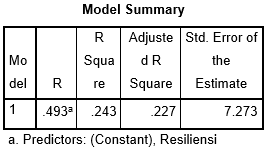 Model Summary
Mo
del
R
R
Squa
re
Adjuste
d R
Square
Std. Error of
the
Estimate
1 .493a .243 .227 7.273
a. Predictors: (Constant), Resiliensi